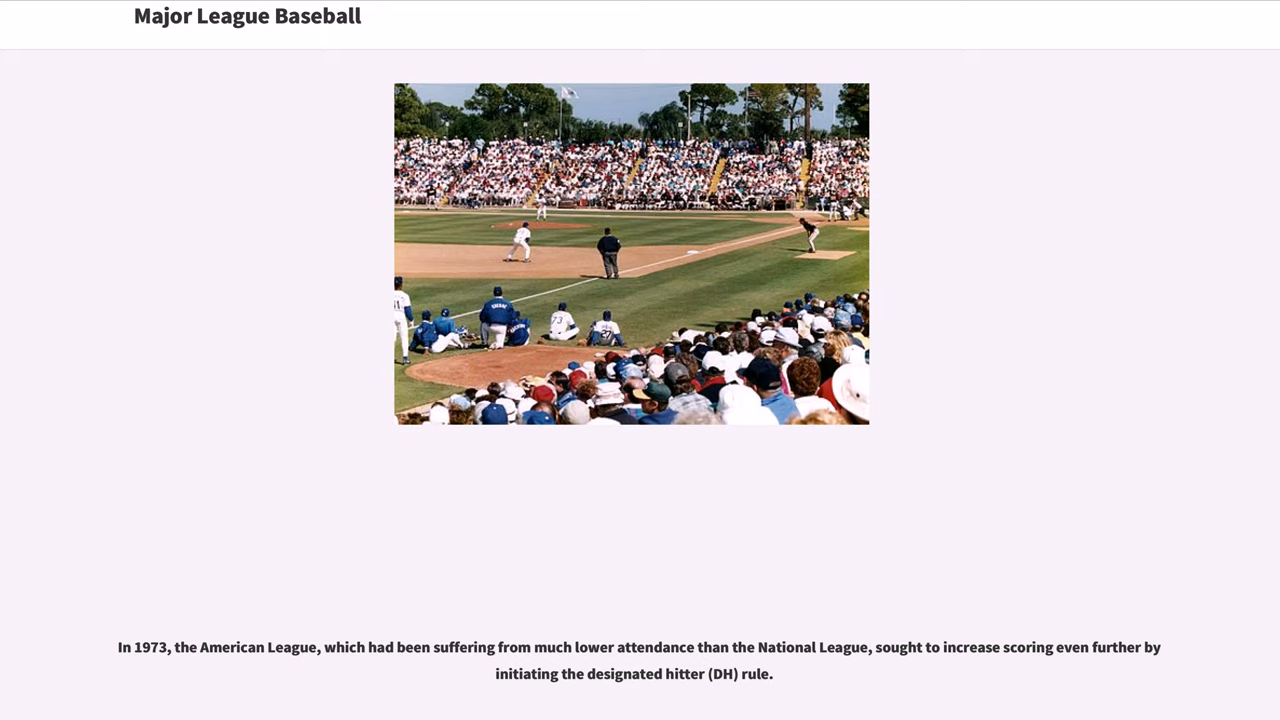 Major League Baseball
In 1973, the American League, which had been suffering from much lower attendance than the National League, sought to increase scoring even further by
initiating the designated hitter (DH) rule.